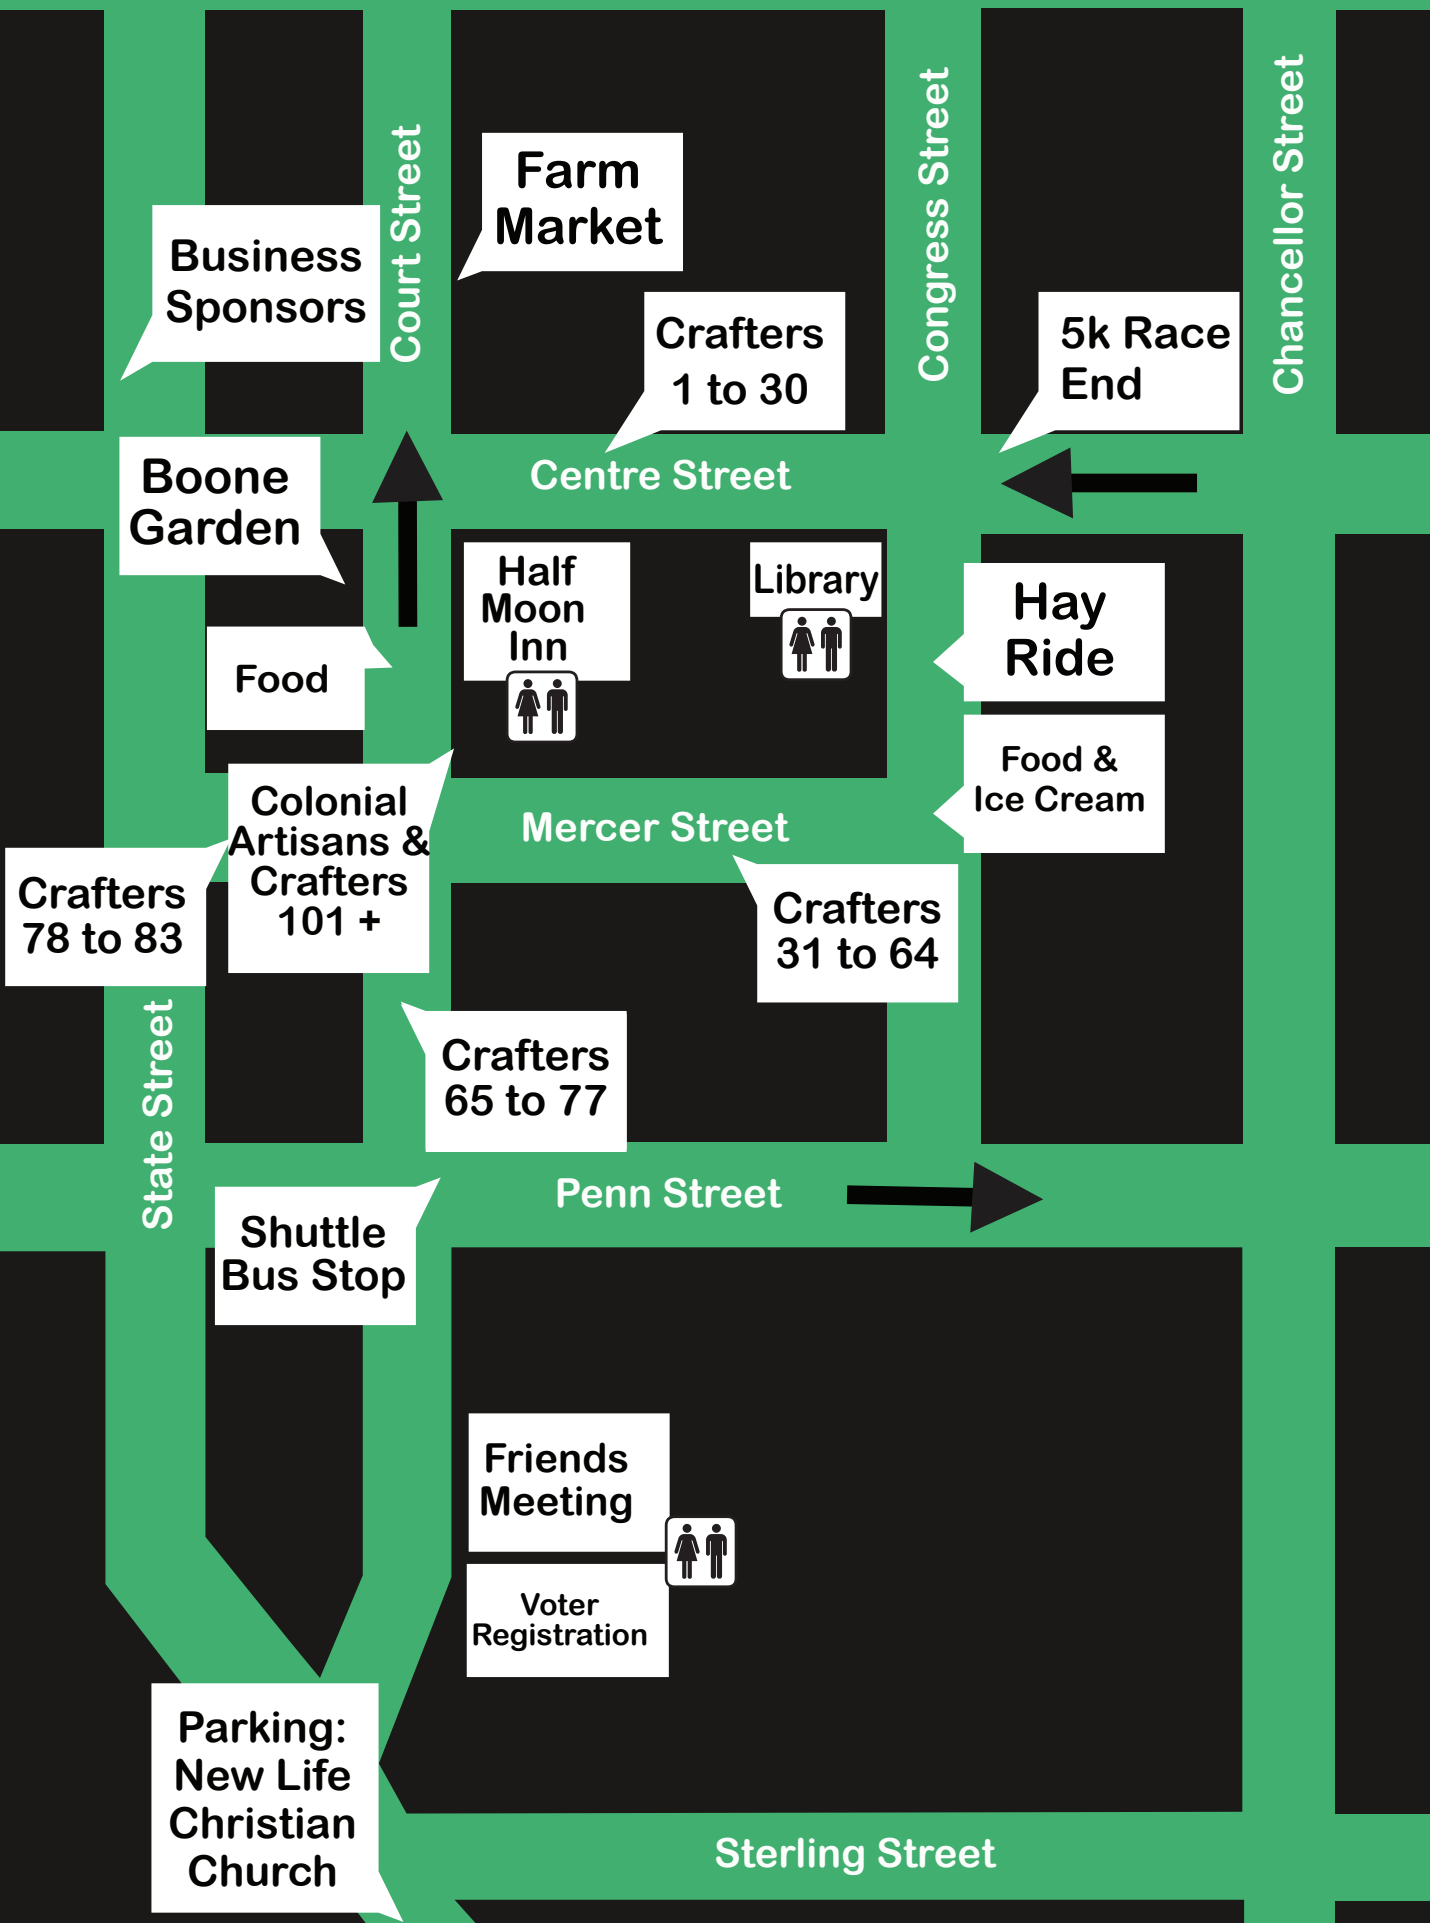 Court Street
Congress Street
Chancellor Street
Farm
Market
Business
Sponsors
Crafters
1 to 30
5k Race
End
Centre Street
Boone
Garden
Half
Moon
Inn
Library
Hay
Ride
Food
Food &
Ice Cream
Colonial
Artisans &
Crafters
101 +
Mercer Street
Crafters
78 to 83
Crafters
31 to 64
State Street
Crafters
65 to 77
Penn Street
Shuttle
Bus Stop
Friends
Meeting
Voter
Registration
Parking:
New Life
Christian
Church
Sterling Street